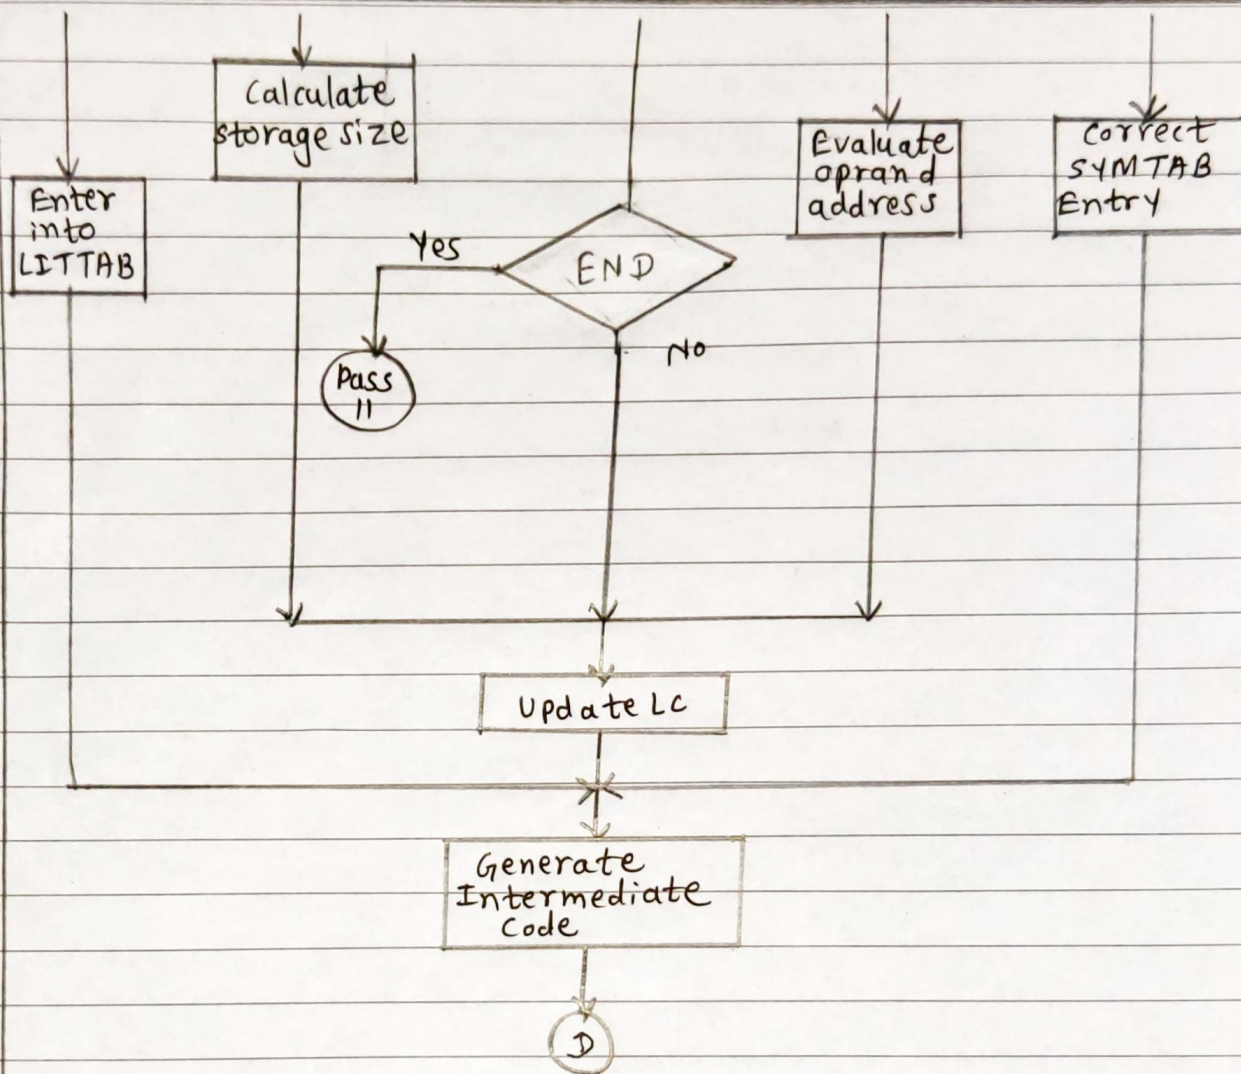 Calculate
storage size
Enter
into
LITTAB
Yes
END
No
Pass
II
Evaluate
oprand
address
Correct
SYMTAB
Entry
Update LC
Generate
Intermediate
Code
D